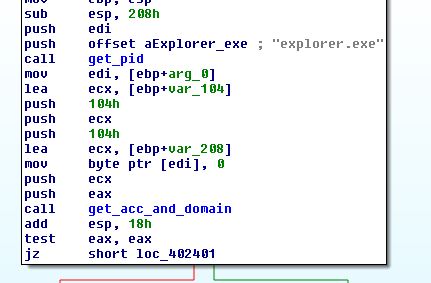 mov ebp, esp
sub esp, 208h
push edi
push offset aExplorer_exe ; "explorer.exe"
call get_pid
mov edi, [ebp+arg_0]
lea ecx, [ebp+var_104]
push 104h
push ecx
push 104h
lea ecx, [ebp+var_208]
mov byte ptr [edi], 0
push ecx
push eax
call get_acc_and_domain
add esp, 18h
test eax, eax
jz short loc_402401